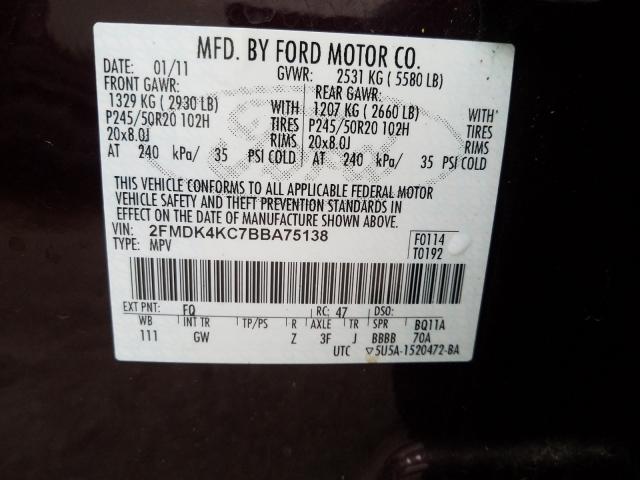 MFD. BY FORD MOTOR CO.
DATE: 01/11 GVWR: 2531 KG ( 5580 LB)
FRONT GAWR: REAR GAWR:
1329 KG ( 2930 LB) WITH 1207 KG ( 2660 LB) WITH
P245/50R20 102H TIRES P245/50R20 102H TIRES
20x8.0J RIMS 20x8.0J RIMS
AT 240 kPa/ 35 PSI COLD AT 240 kPa/ 35 PSI COLD
THIS VEHICLE CONFORMS TO ALL APPLICABLE FEDERAL MOTOR
VEHICLE SAFETY AND THEFT PREVENTION STANDARDS IN
EFFECT ON THE DATE OF MANUFACTURE SHOWN ABOVE.
VIN: 2FMDK4KC7BBA75138 F0114
TYPE: MPV T0192
EXT PNT: FQ RC: 47 DSO:
WB INT TR TP/PS R AXLE TR SPR BQ11A
111 GW Z 3F J BBBB 70A
UTC ▽5U5A-1520472-BA
Ford